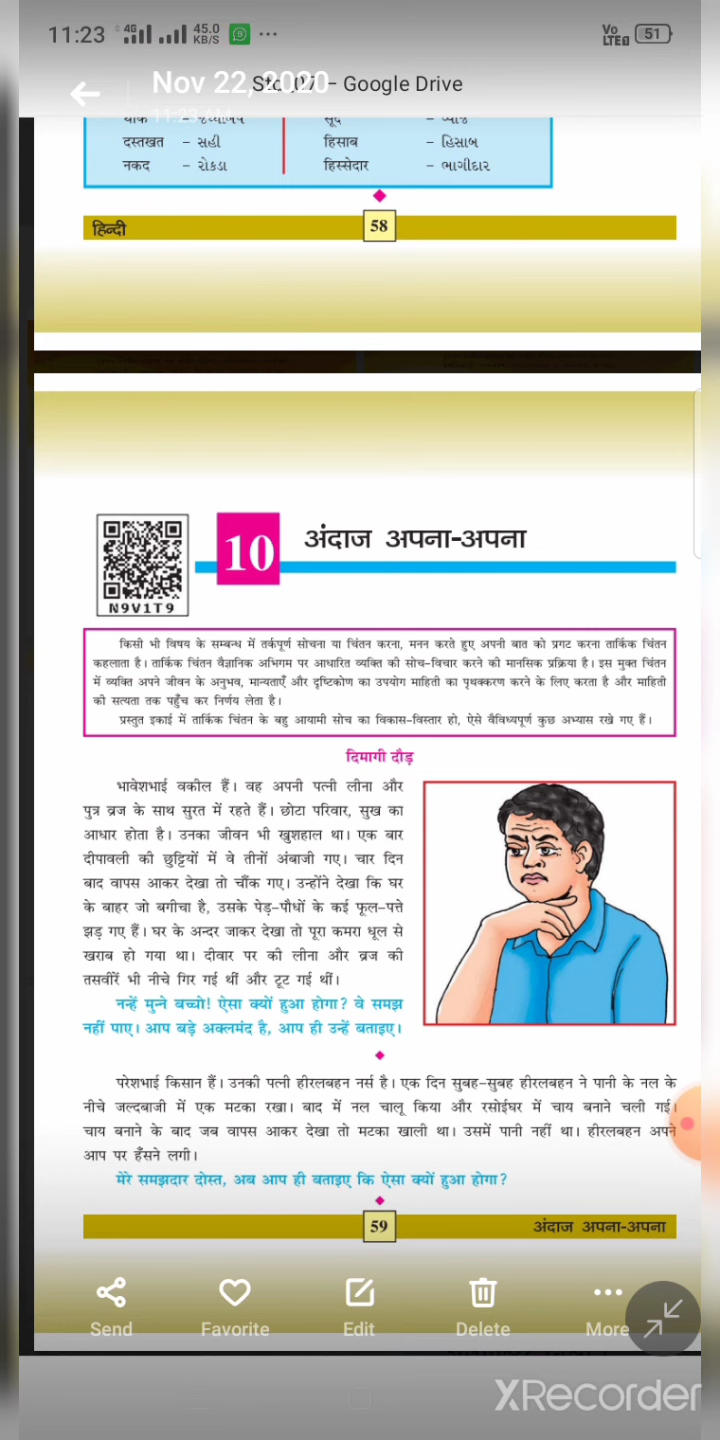 11:23 4G 45.0 KB/S Vo LTE 51
Nov 22, 2020 – Google Drive
सूद
दस्तखत – સહી हिसाब – હિસાબ
नकद – રોકડા हिस्सेदार – ભાગીદાર
हिन्दी 58
N9V1T9
10 अंदाज अपना-अपना
किसी भी विषय के सम्बन्ध में तर्कपूर्ण सोचना या चिंतन करना, मनन करते हुए अपनी बात को प्रगट करना तार्किक चिंतन
कहलाता है। तार्किक चिंतन वैज्ञानिक अभिगम पर आधारित व्यक्ति की सोच-विचार करने की मानसिक प्रक्रिया है। इस मुक्त चिंतन
में व्यक्ति अपने जीवन के अनुभव, मान्यताएँ और दृष्टिकोण का उपयोग माहिती का पृथक्करण करने के लिए करता है और माहिती
की सत्यता तक पहुँच कर निर्णय लेता है।
प्रस्तुत इकाई में तार्किक चिंतन के बहु आयामी सोच का विकास-विस्तार हो, ऐसे वैविध्यपूर्ण कुछ अभ्यास रखे गए हैं।
दिमागी दौड़
भावेशभाई वकील हैं। वह अपनी पत्नी लीना और
पुत्र व्रज के साथ सुरत में रहते हैं। छोटा परिवार, सुख का
आधार होता है। उनका जीवन भी खुशहाल था। एक बार
दीपावली की छुट्टियों में वे तीनों अंबाजी गए। चार दिन
बाद वापस आकर देखा तो चौंक गए। उन्होंने देखा कि घर
के बाहर जो बगीचा है, उसके पेड़-पौधों के कई फूल-पत्ते
झड़ गए हैं। घर के अन्दर जाकर देखा तो पूरा कमरा धूल से
खराब हो गया था। दीवार पर की लीना और व्रज की
तसवीरें भी नीचे गिर गई थीं और टूट गई थीं।
नन्हें मुन्ने बच्चो! ऐसा क्यों हुआ होगा? वे समझ
नहीं पाए। आप बड़े अक्लमंद है, आप ही उन्हें बताइए।
परेशभाई किसान हैं। उनकी पत्नी हीरलबहन नर्स है। एक दिन सुबह-सुबह हीरलबहन ने पानी के नल के
नीचे जल्दबाजी में एक मटका रखा। बाद में नल चालू किया और रसोईघर में चाय बनाने चली गई।
चाय बनाने के बाद जब वापस आकर देखा तो मटका खाली था। उसमें पानी नहीं था। हीरलबहन अपने
आप पर हँसने लगी।
मेरे समझदार दोस्त, अब आप ही बताइए कि ऐसा क्यों हुआ होगा?
59 अंदाज अपना-अपना
Send Favorite Edit Delete More
XRecorder